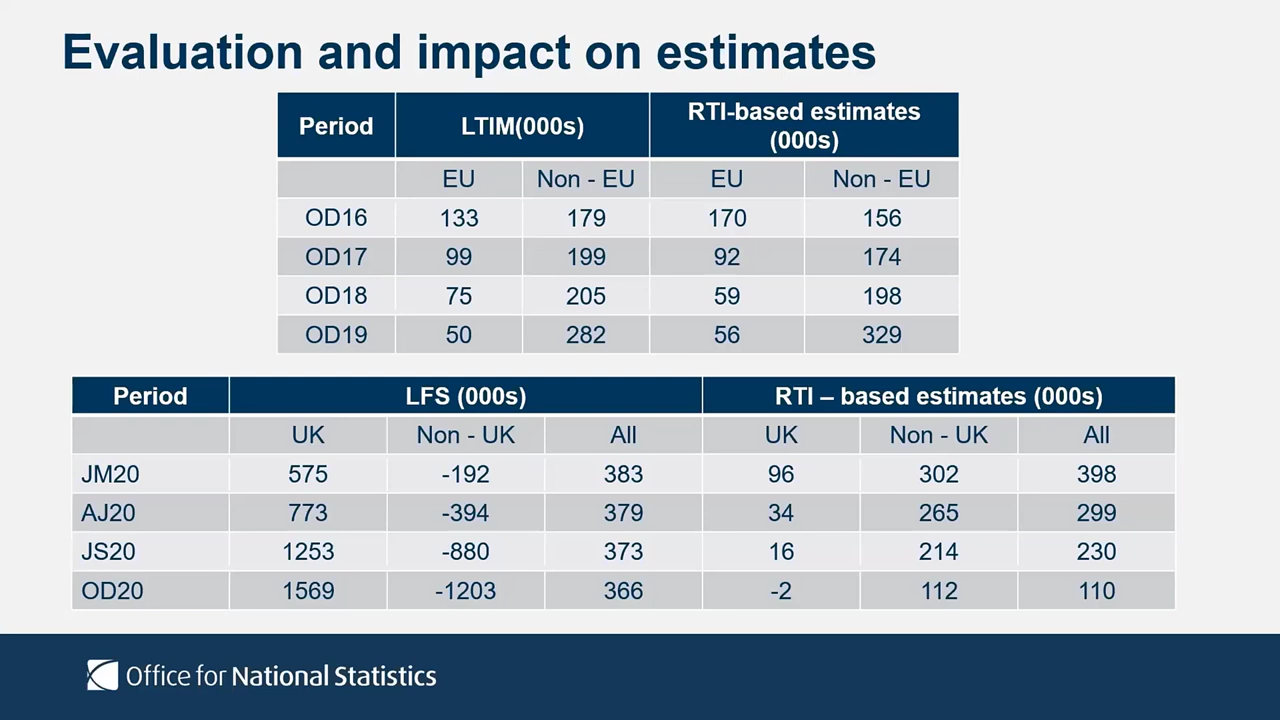 Evaluation and impact on estimates
Period LTIM(000s) RTI-based estimates (000s)
EU Non - EU EU Non - EU
OD16 133 179 170 156
OD17 99 199 92 174
OD18 75 205 59 198
OD19 50 282 56 329
Period LFS (000s) RTI – based estimates (000s)
UK Non - UK All UK Non - UK All
JM20 575 -192 383 96 302 398
AJ20 773 -394 379 34 265 299
JS20 1253 -880 373 16 214 230
OD20 1569 -1203 366 -2 112 110
Office for National Statistics